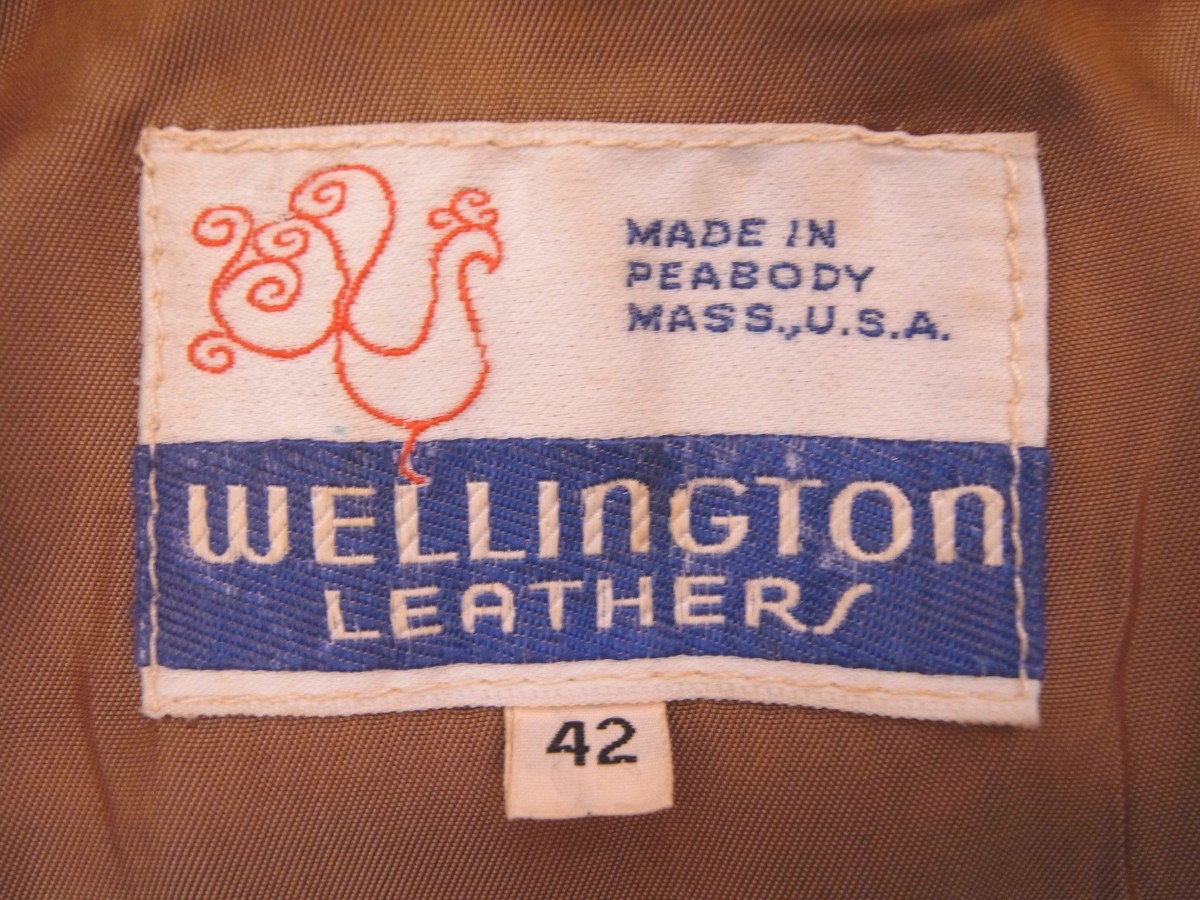 MADE IN
PEABODY
MASS., U.S.A.
WELLINGTON
LEATHERS
42